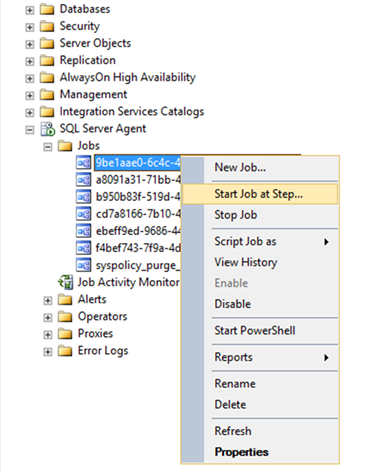 Databases
Security
Server Objects
Replication
AlwaysOn High Availability
Management
Integration Services Catalogs
SQL Server Agent
Jobs
9be1aae0-6c4c-4
a8091a31-71bb-4
b950b83f-519d-4
cd7a8166-7b10-4
ebeff9ed-9686-44
f4bef743-7f9a-4d
syspolicy_purge_
Job Activity Monitor
Alerts
Operators
Proxies
Error Logs
New Job...
Start Job at Step...
Stop Job
Script Job as
View History
Enable
Disable
Start PowerShell
Reports
Rename
Delete
Refresh
Properties